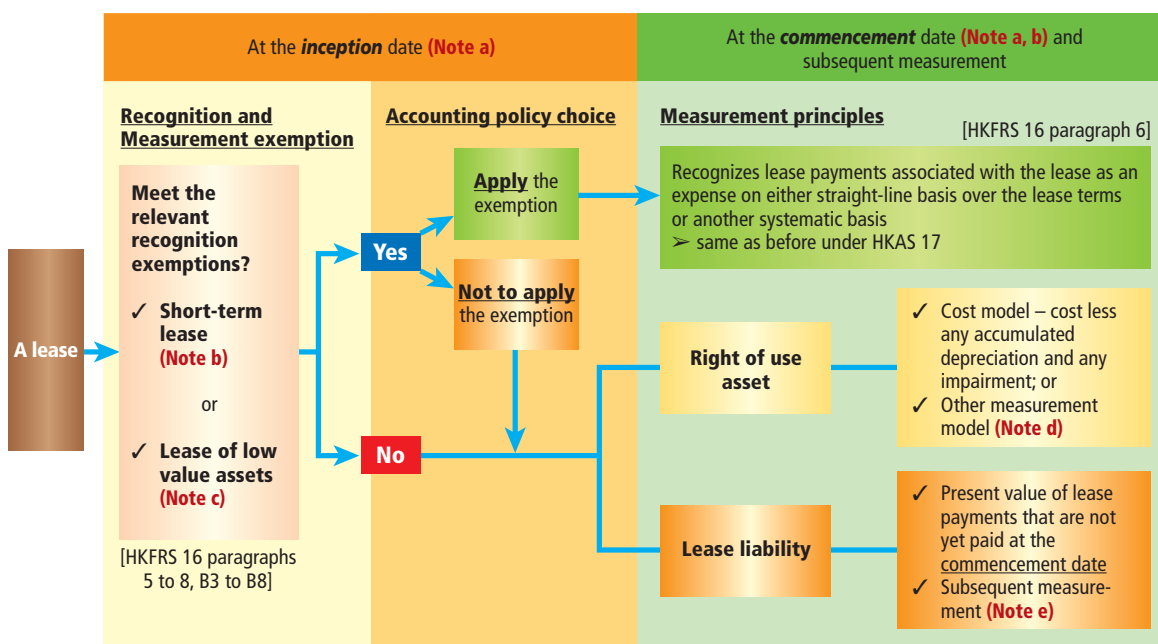 At the inception date (Note a)
At the commencement date (Note a, b) and
subsequent measurement
Recognition and
Measurement exemption
Accounting policy choice
Measurement principles
[HKFRS 16 paragraph 6]
A lease
Meet the
relevant
recognition
exemptions?
✓ Short-term
lease
(Note b)
or
✓ Lease of low
value assets
(Note c)
[HKFRS 16 paragraphs
5 to 8, B3 to B8]
Yes
No
Apply the
exemption
Not to apply
the exemption
Recognizes lease payments associated with the lease as an
expense on either straight-line basis over the lease terms
or another systematic basis
➢ same as before under HKAS 17
Right of use
asset
✓ Cost model – cost less
any accumulated
depreciation and any
impairment; or
✓ Other measurement
model (Note d)
Lease liability
✓ Present value of lease
payments that are not
yet paid at the
commencement date
✓ Subsequent measure-
ment (Note e)